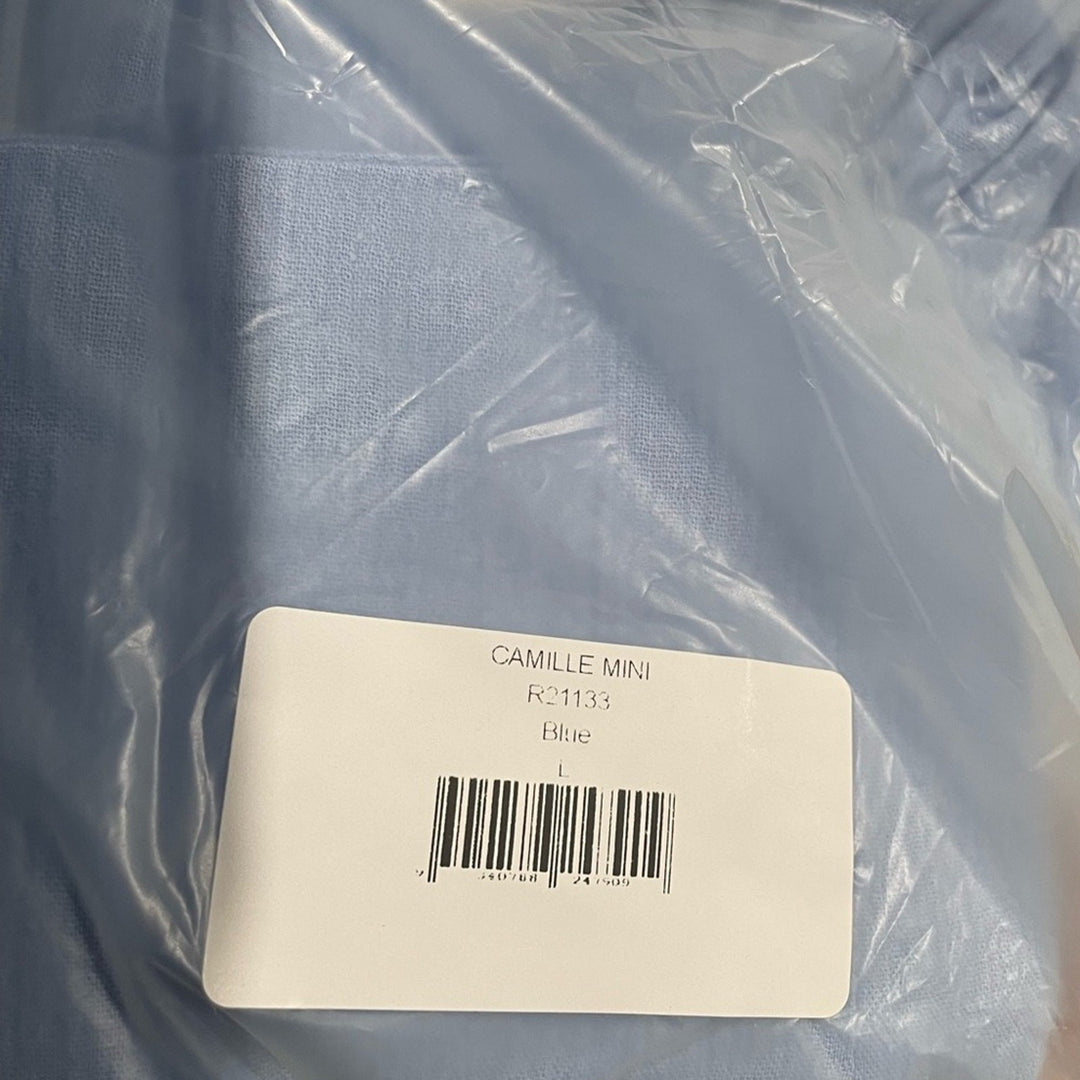 CAMILLE MINI
R21133
Blue
L